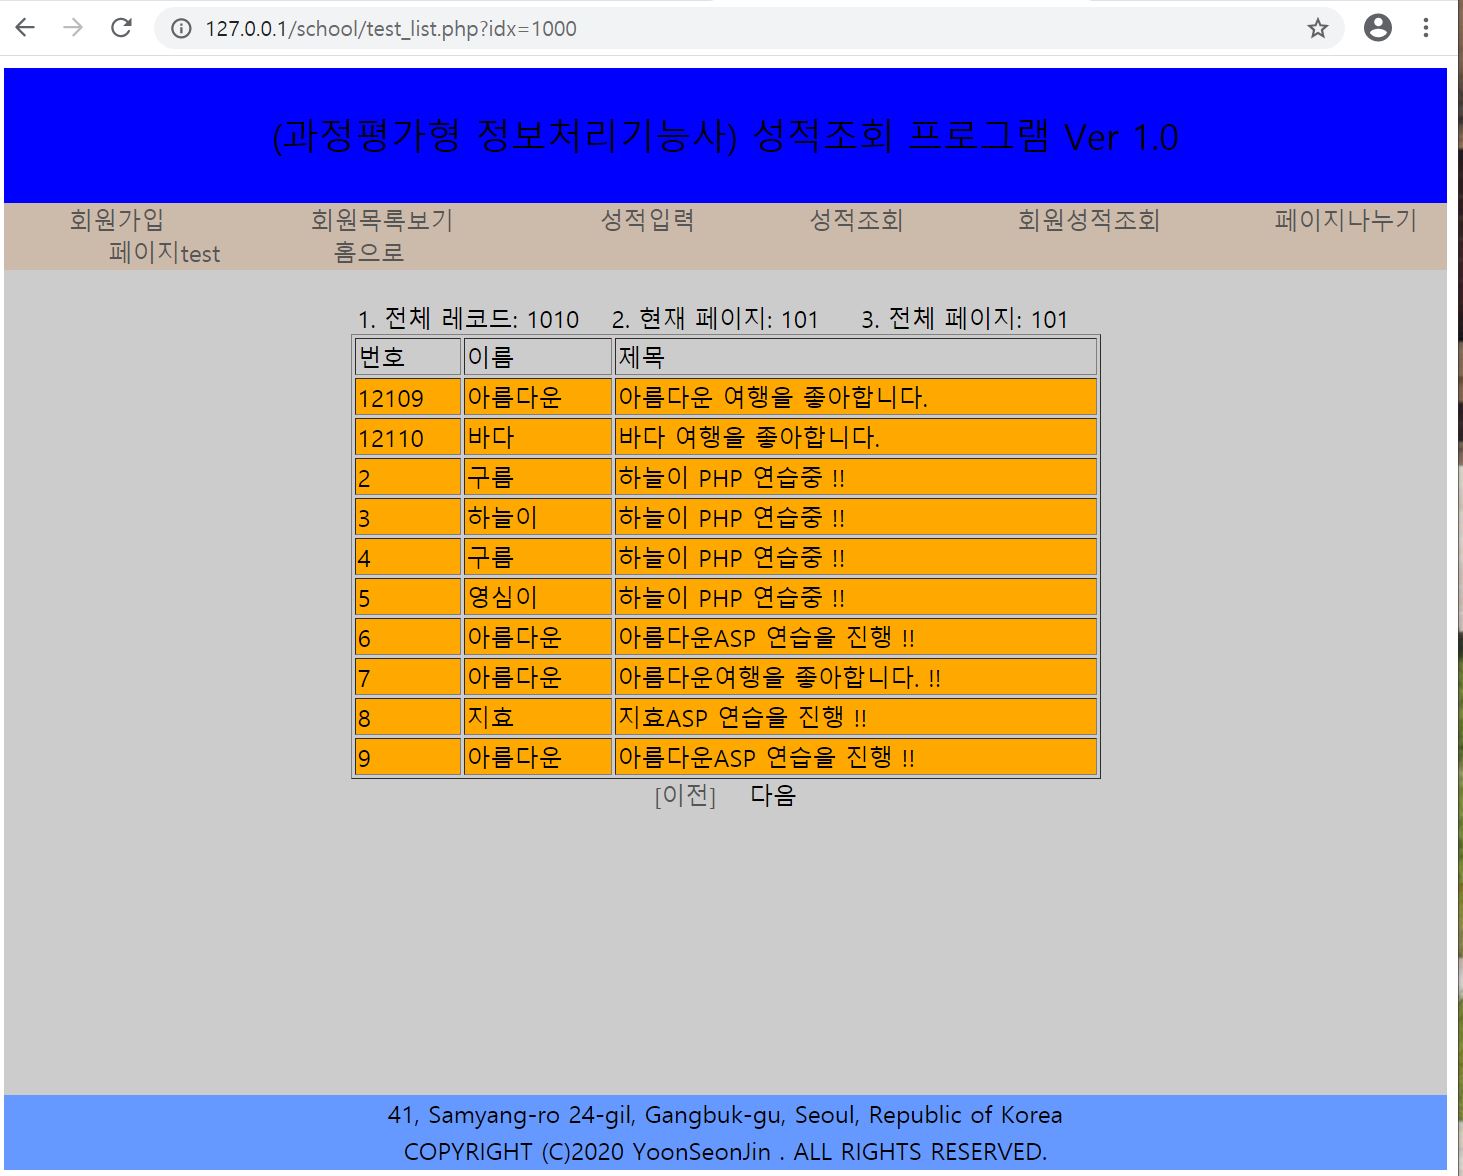 127.0.0.1/school/test_list.php?idx=1000
(과정평가형 정보처리기능사) 성적조회 프로그램 Ver 1.0
회원가입 회원목록보기 성적입력 성적조회 회원성적조회 페이지나누기
페이지test 홈으로
1. 전체 레코드: 1010 2. 현재 페이지: 101 3. 전체 페이지: 101
번호 이름 제목
12109 아름다운 아름다운 여행을 좋아합니다.
12110 바다 바다 여행을 좋아합니다.
2 구름 하늘이 PHP 연습중 !!
3 하늘이 하늘이 PHP 연습중 !!
4 구름 하늘이 PHP 연습중 !!
5 영심이 하늘이 PHP 연습중 !!
6 아름다운 아름다운ASP 연습을 진행 !!
7 아름다운 아름다운여행을 좋아합니다. !!
8 지효 지효ASP 연습을 진행 !!
9 아름다운 아름다운ASP 연습을 진행 !!
[이전] 다음
41, Samyang-ro 24-gil, Gangbuk-gu, Seoul, Republic of Korea
COPYRIGHT (C)2020 YoonSeonJin . ALL RIGHTS RESERVED.